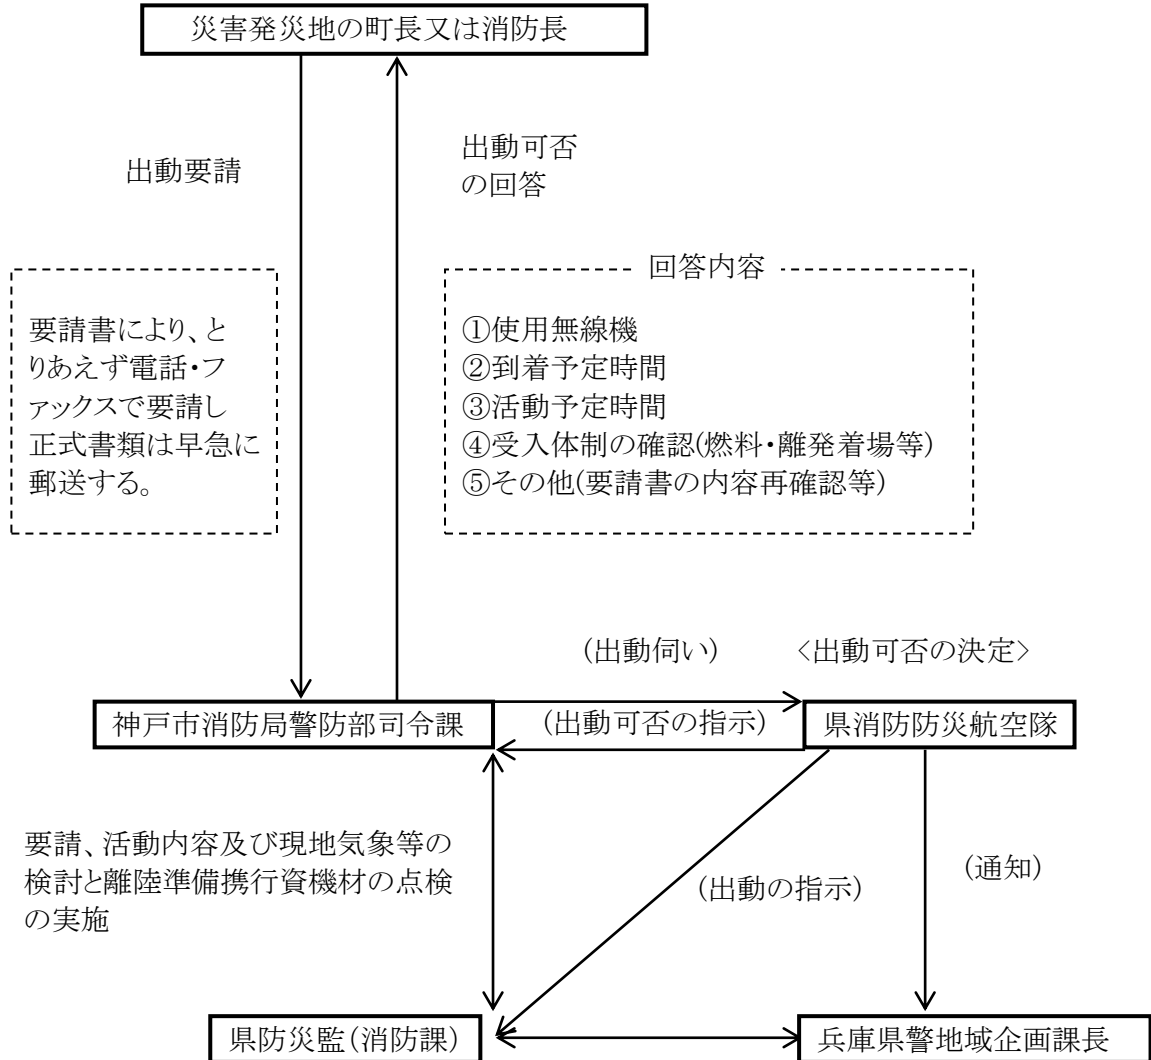 災害発災地の町長又は消防長
出動要請
出動可否
の回答
要請書により、と
りあえず電話・フ
ァックスで要請し
正式書類は早急に
郵送する。
回答内容
①使用無線機
②到着予定時間
③活動予定時間
④受入体制の確認(燃料・離発着場等)
⑤その他(要請書の内容再確認等)
(出動伺い)
<出動可否の決定>
神戸市消防局警防部司令課
(出動可否の指示)
県消防防災航空隊
要請、活動内容及び現地気象等の
検討と離陸準備携行資機材の点検
の実施
(出動の指示)
(通知)
県防災監(消防課)
兵庫県警地域企画課長